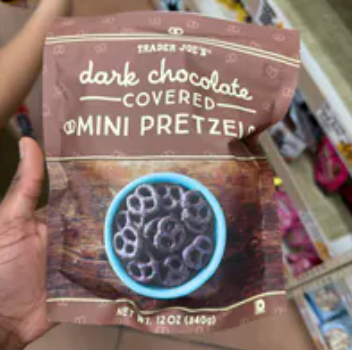 TRADER JOE'S
dark chocolate
COVERED
MINI PRETZELS
NET WT. 12 OZ (340g)